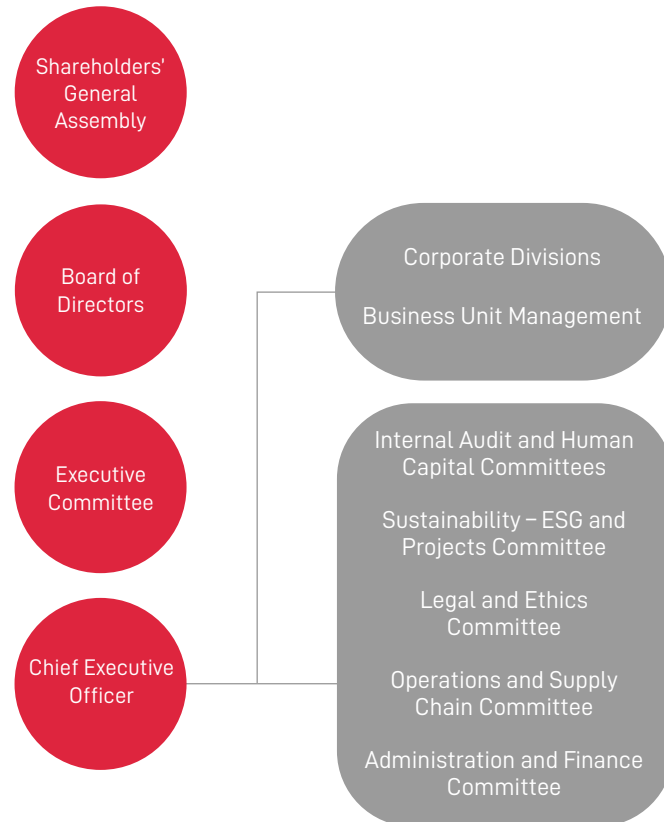 Shareholders'
General
Assembly
Board of
Directors
Executive
Committee
Chief Executive
Officer
Corporate Divisions
Business Unit Management
Internal Audit and Human
Capital Committees
Sustainability – ESG and
Projects Committee
Legal and Ethics
Committee
Operations and Supply
Chain Committee
Administration and Finance
Committee